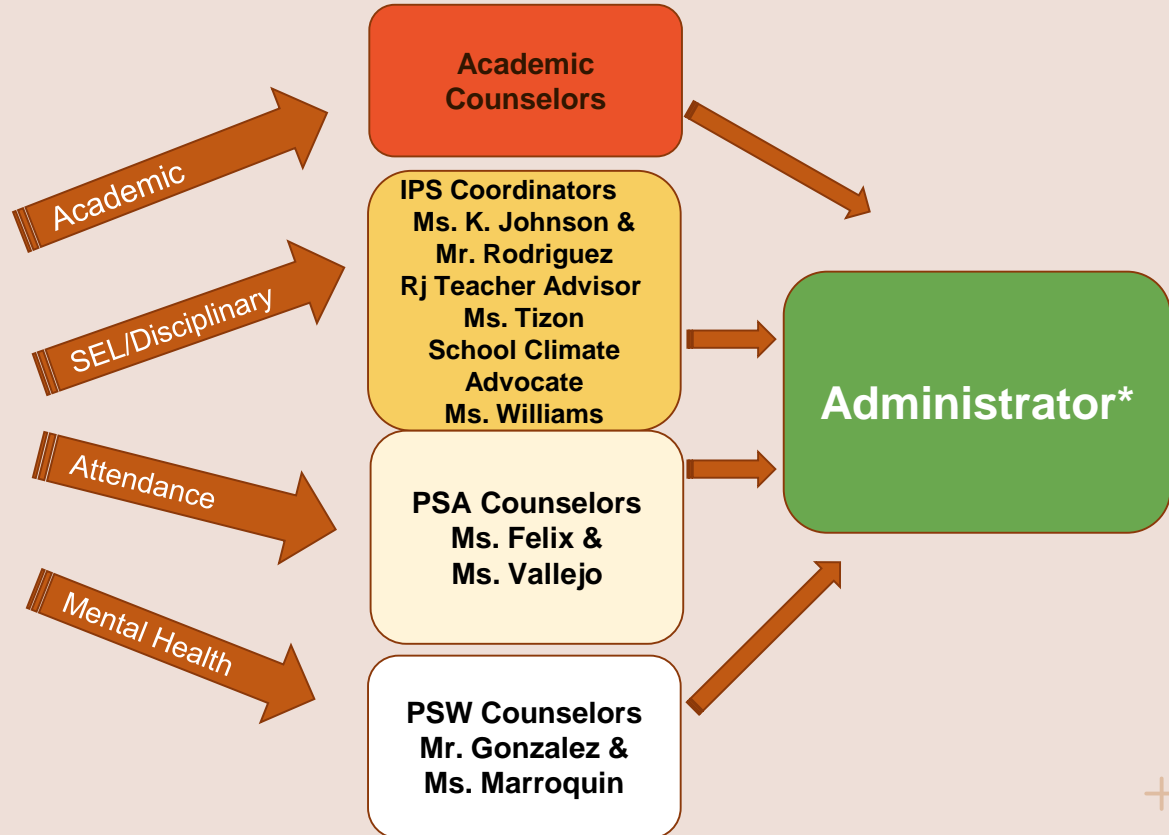 Academic
Counselors
Academic
IPS Coordinators
Ms. K. Johnson &
Mr. Rodriguez
Rj Teacher Advisor
Ms. Tizon
School Climate
Advocate
Ms. Williams
SEL/Disciplinary
Administrator*
Attendance
PSA Counselors
Ms. Felix &
Ms. Vallejo
Mental Health
PSW Counselors
Mr. Gonzalez &
Ms. Marroquin